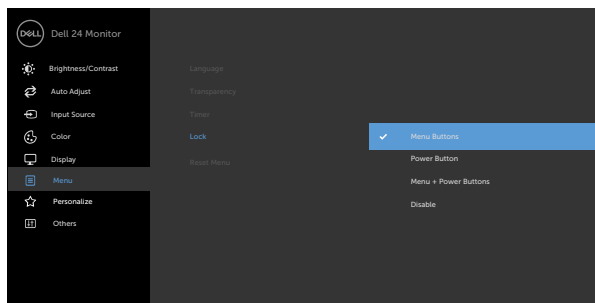 DELL Dell 24 Monitor
Brightness/Contrast
Auto Adjust
Input Source
Color
Display
Menu
Personalize
Others
Language
Transparency
Timer
Lock
Reset Menu
Menu Buttons
Power Button
Menu + Power Buttons
Disable